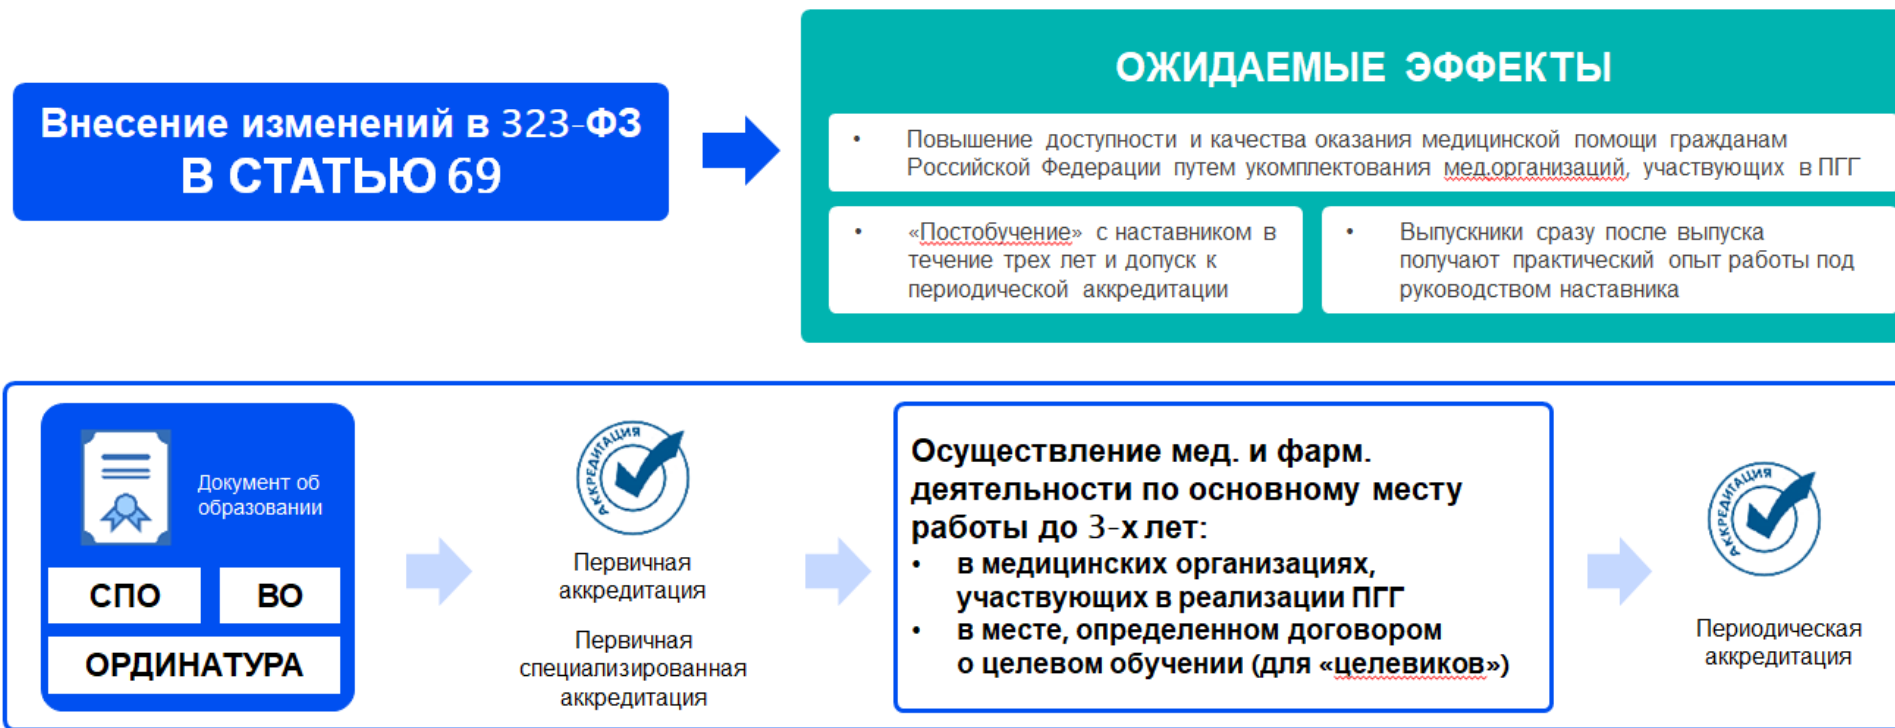 Внесение изменений в 323-ФЗ
В СТАТЬЮ 69
ОЖИДАЕМЫЕ ЭФФЕКТЫ
• Повышение доступности и качества оказания медицинской помощи гражданам
Российской Федерации путем укомплектования мед.организаций, участвующих в ПГГ
• «Постобучение» с наставником в
течение трех лет и допуск к
периодической аккредитации
• Выпускники сразу после выпуска
получают практический опыт работы под
руководством наставника
Документ об
образовании
СПО
ВО
ОРДИНАТУРА
АККРЕДИТАЦИЯ
Первичная
аккредитация
Первичная
специализированная
аккредитация
Осуществление мед. и фарм.
деятельности по основному месту
работы до 3-х лет:
• в медицинских организациях,
участвующих в реализации ПГГ
• в месте, определенном договором
о целевом обучении (для «целевиков»)
АККРЕДИТАЦИЯ
Периодическая
аккредитация